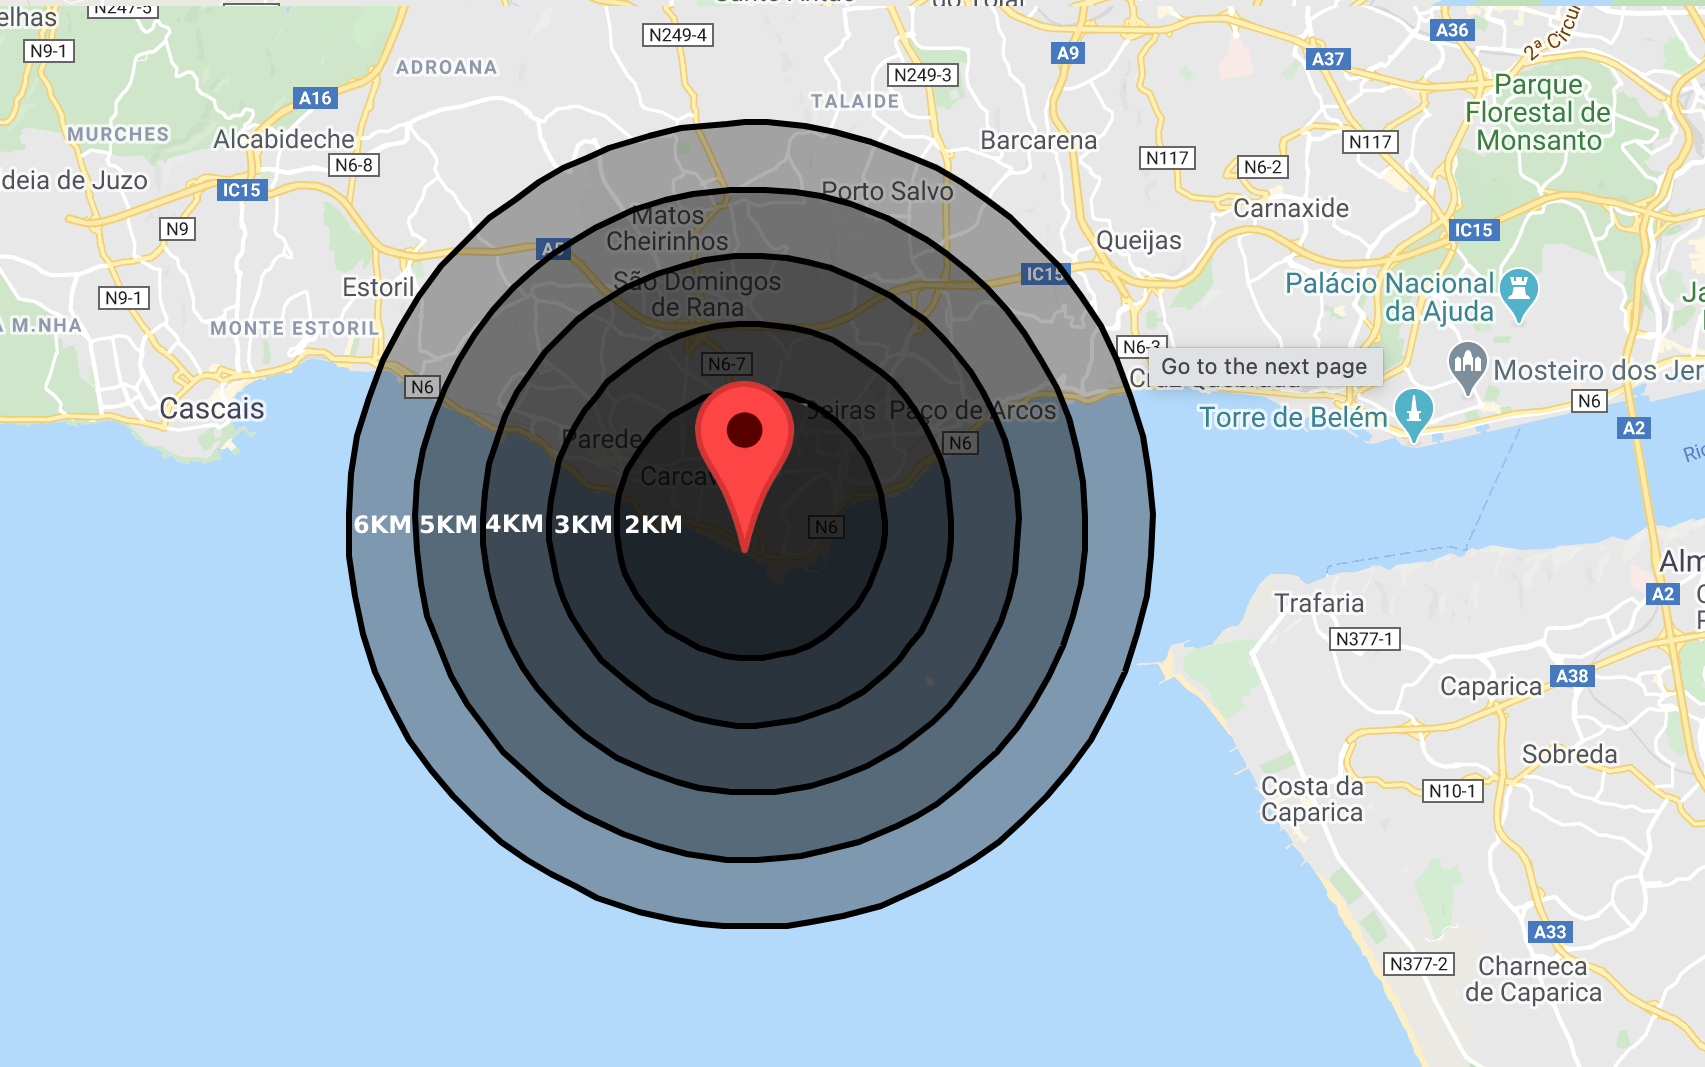 elhas
N247-5
N9-1
N249-4
A9
A36
2ª Circu
A37
ADROANA
N249-3
TALAIDE
Parque
Florestal de
Monsanto
A16
MURCHES
Alcabideche
Barcarena
N117
N117
N6-8
N6-2
deia de Juzo
IC15
Porto Salvo
Carnaxide
Matos
Cheirinhos
N9
IC15
A5
Queijas
Estoril
São Domingos
de Rana
IC15
Palácio Nacional
da Ajuda
N9-1
A M.NHA
MONTE ESTORIL
N6-3
N6-7
Go to the next page
Mosteiro dos Jer
N6
N6
Cascais
Oeiras
Paço de Arcos
Torre de Belém
A2
Parede
N6
Carcav
6KM 5KM 4KM 3KM 2KM
N6
Alm
A2
Trafaria
N377-1
Caparica
A38
Sobreda
Costa da
Caparica
N10-1
A33
N377-2
Charneca
de Caparica